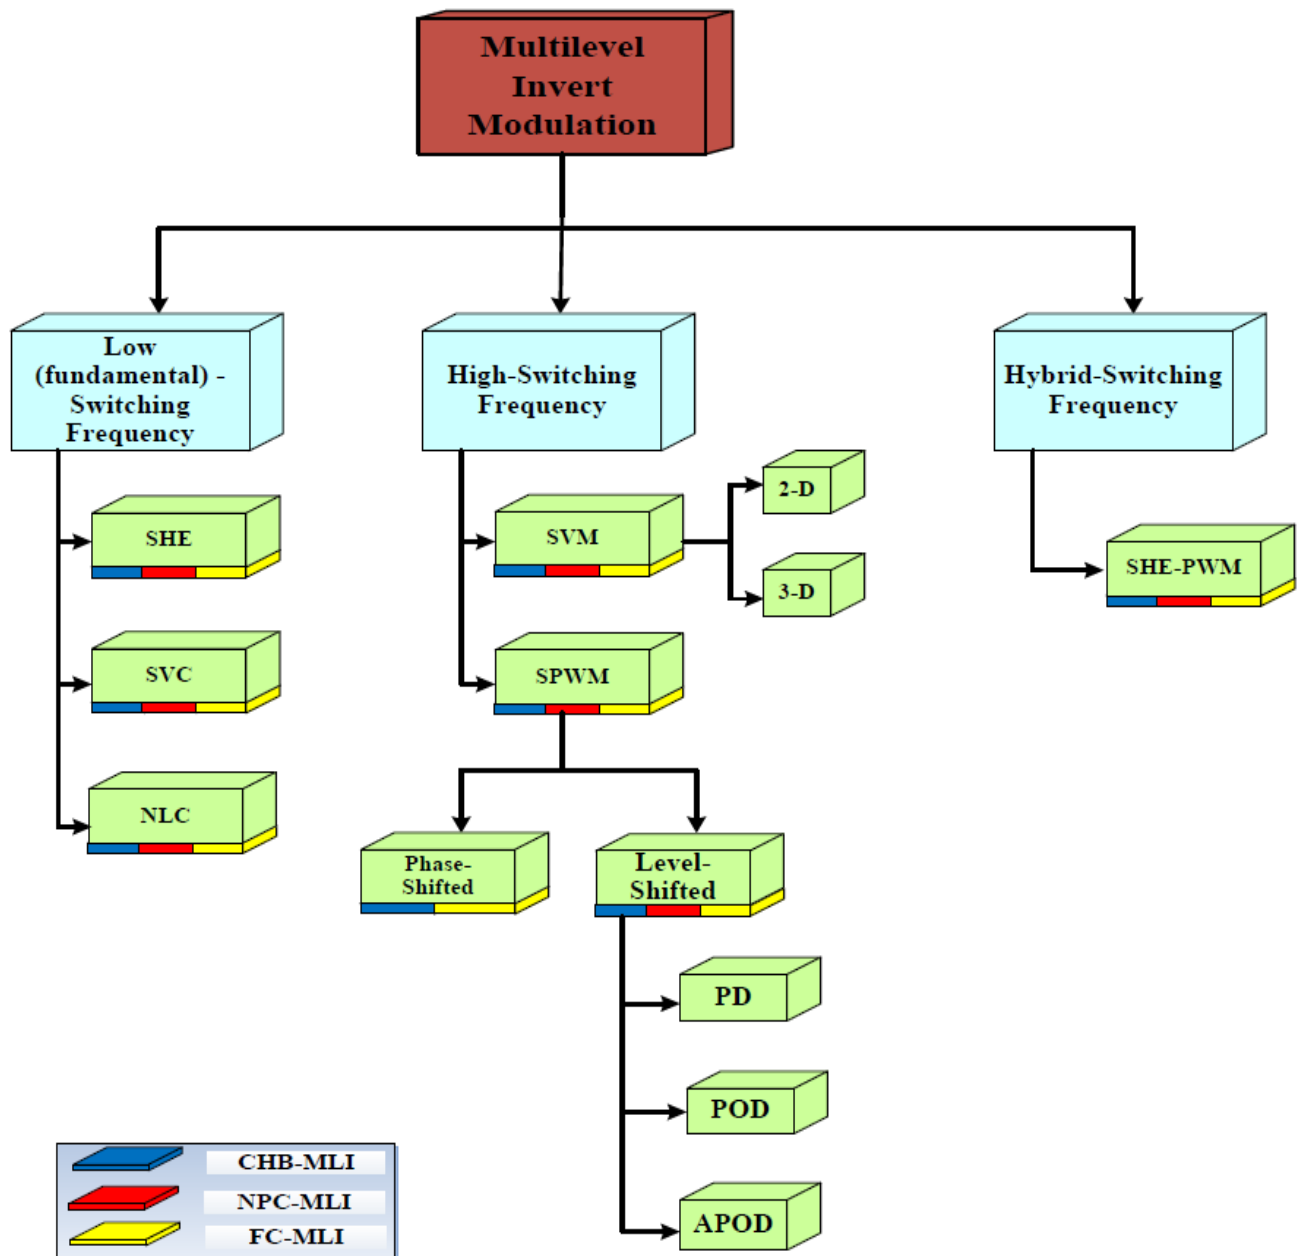 Multilevel
Invert
Modulation
Low
(fundamental) -
Switching
Frequency
High-Switching
Frequency
Hybrid-Switching
Frequency
SHE
SVC
NLC
SVM
2-D
3-D
SPWM
SHE-PWM
Phase-
Shifted
Level-
Shifted
PD
POD
APOD
CHB-MLI
NPC-MLI
FC-MLI